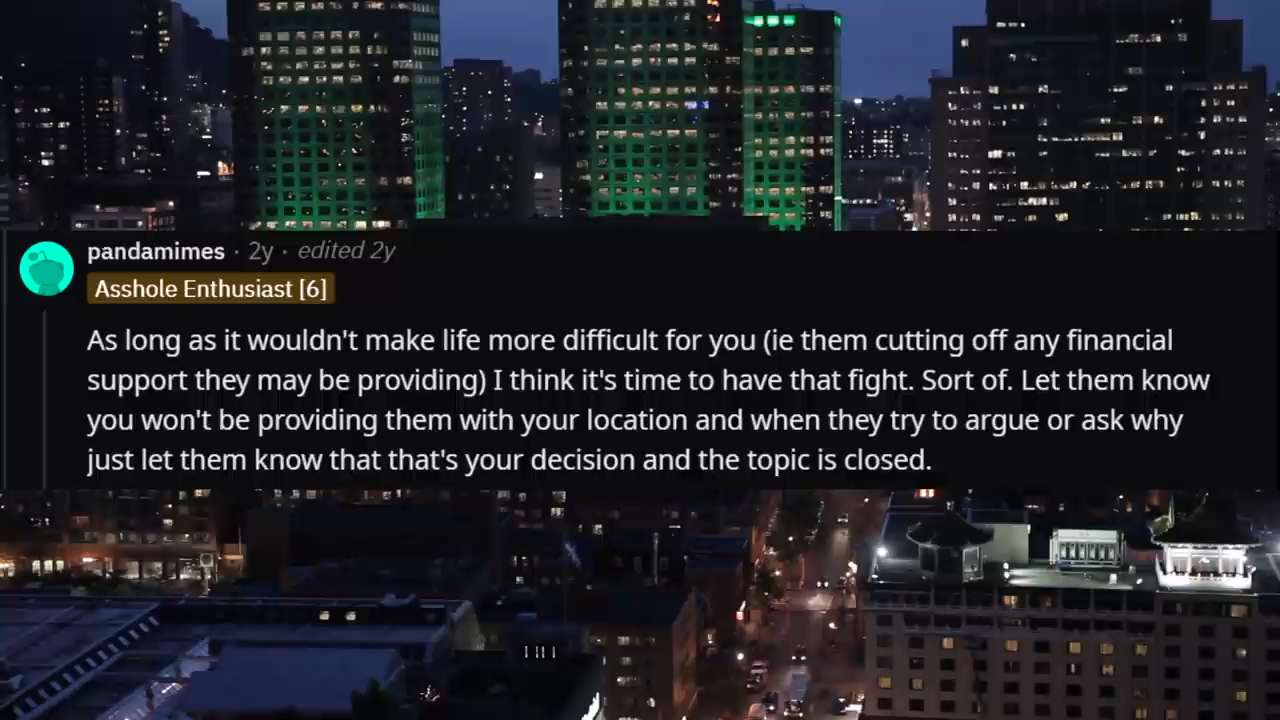 pandamimes · 2y · edited 2y
Asshole Enthusiast [6]
As long as it wouldn't make life more difficult for you (ie them cutting off any financial
support they may be providing) I think it's time to have that fight. Sort of. Let them know
you won't be providing them with your location and when they try to argue or ask why
just let them know that that's your decision and the topic is closed.